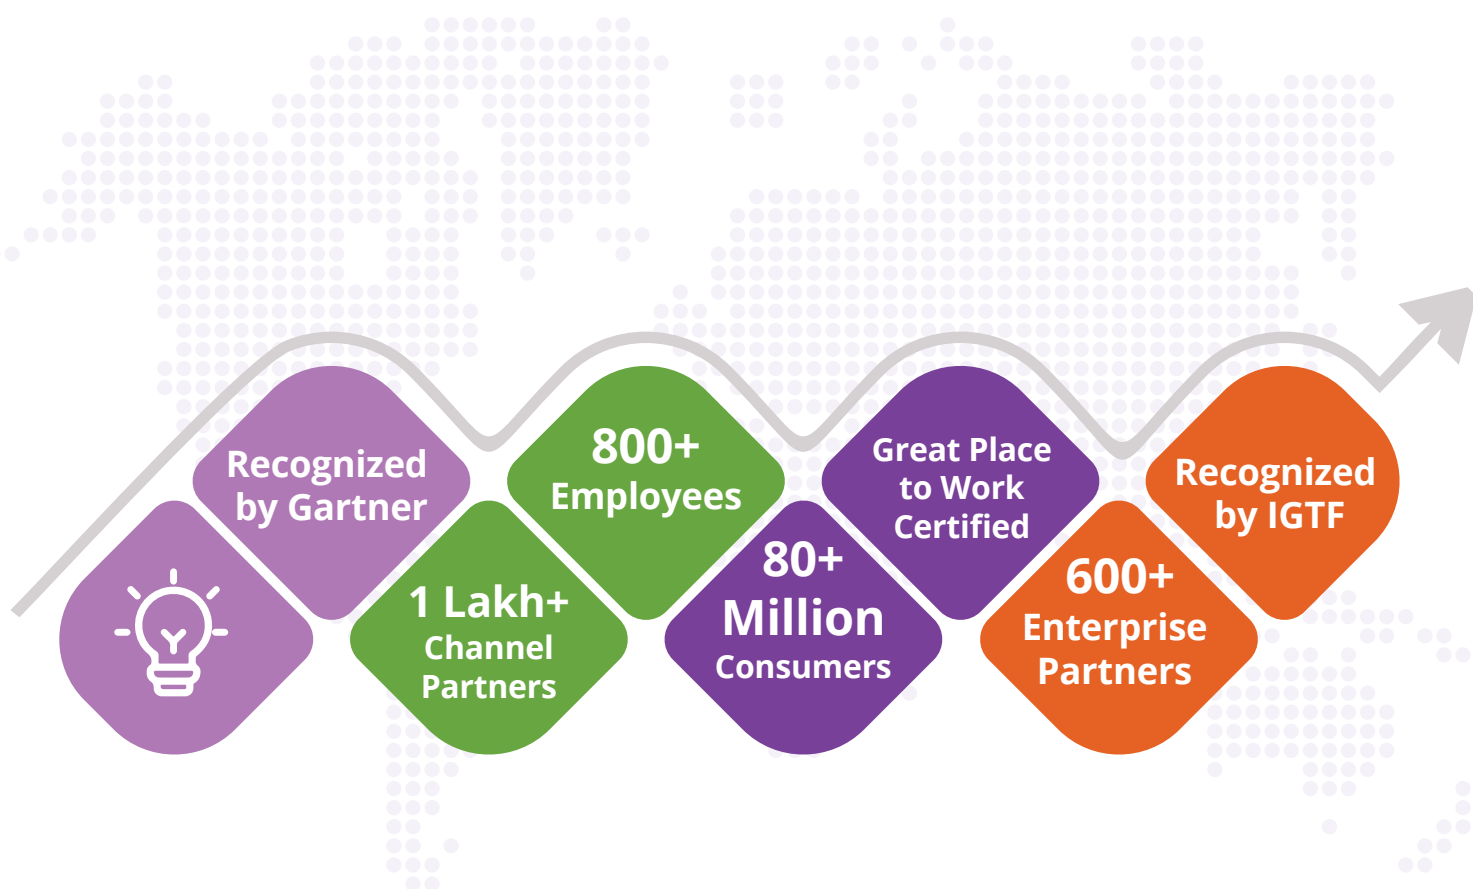 Recognized
by Gartner
1 Lakh+
Channel
Partners
800+
Employees
80+
Million
Consumers
Great Place
to Work
Certified
600+
Enterprise
Partners
Recognized
by IGTF